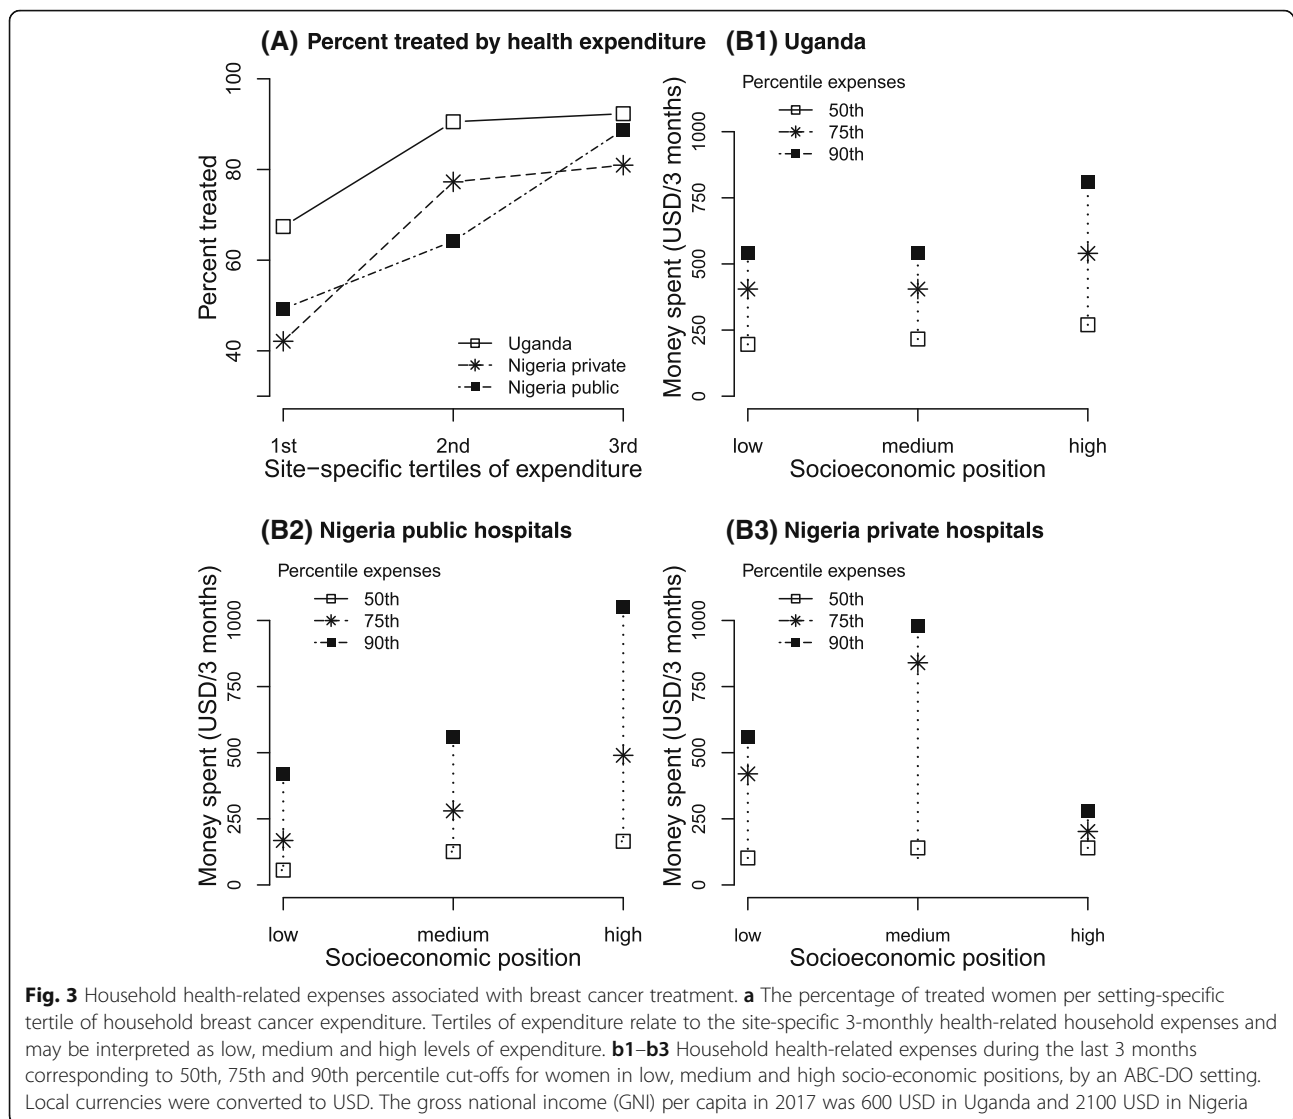 (A) Percent treated by health expenditure
Percent treated
100
80
60
40
Uganda
Nigeria private
Nigeria public
1st 2nd 3rd
Site−specific tertiles of expenditure
(B1) Uganda
Percentile expenses
50th
75th
90th
Money spent (USD/3 months)
1000
750
500
250
0
low medium high
Socioeconomic position
(B2) Nigeria public hospitals
Percentile expenses
50th
75th
90th
Money spent (USD/3 months)
1000
750
500
250
0
low medium high
Socioeconomic position
(B3) Nigeria private hospitals
Percentile expenses
50th
75th
90th
Money spent (USD/3 months)
1000
750
500
250
0
low medium high
Socioeconomic position
Fig. 3 Household health-related expenses associated with breast cancer treatment. a The percentage of treated women per setting-specific
tertile of household breast cancer expenditure. Tertiles of expenditure relate to the site-specific 3-monthly health-related household expenses and
may be interpreted as low, medium and high levels of expenditure. b1–b3 Household health-related expenses during the last 3 months
corresponding to 50th, 75th and 90th percentile cut-offs for women in low, medium and high socio-economic positions, by an ABC-DO setting.
Local currencies were converted to USD. The gross national income (GNI) per capita in 2017 was 600 USD in Uganda and 2100 USD in Nigeria